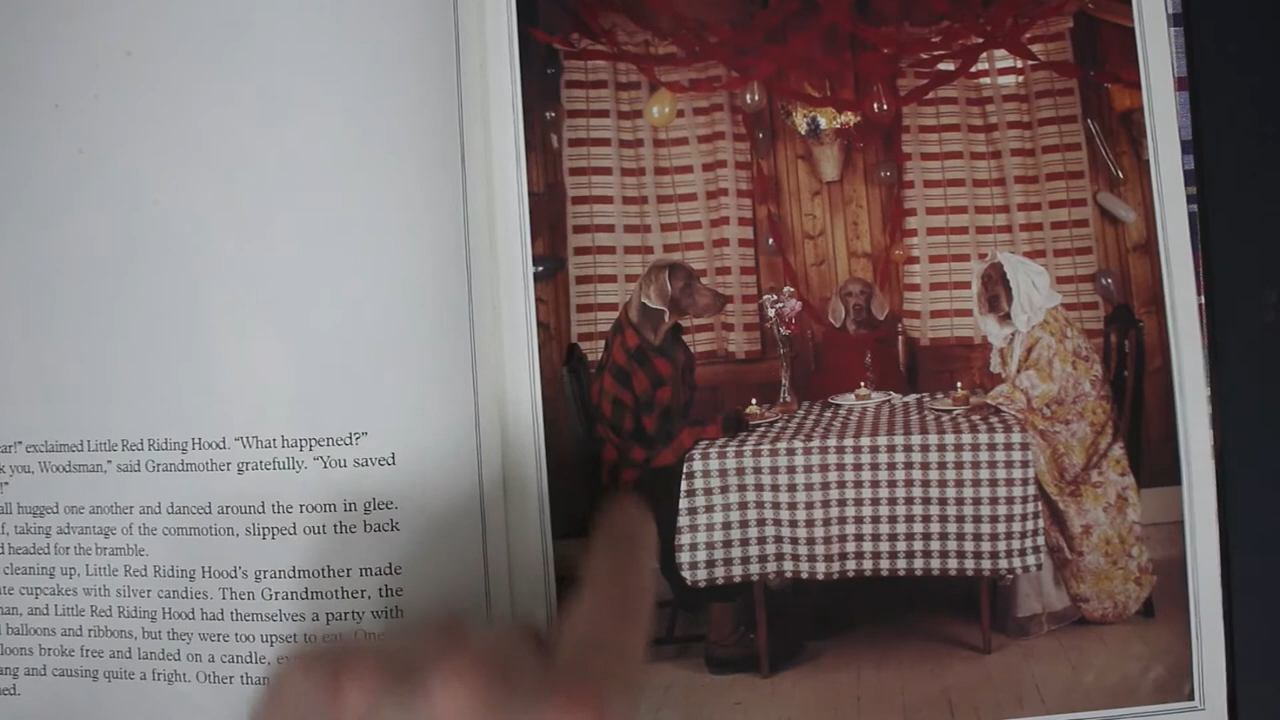 ear!” exclaimed Little Red Riding Hood. “What happened?”
k you, Woodsman,” said Grandmother gratefully. “You saved
!”
all hugged one another and danced around the room in glee.
f, taking advantage of the commotion, slipped out the back
d headed for the bramble.
cleaning up, Little Red Riding Hood’s grandmother made
te cupcakes with silver candies. Then Grandmother, the
man, and Little Red Riding Hood had themselves a party with
balloons and ribbons, but they were too upset to eat. One
loons broke free and landed on a candle,
ang and causing quite a fright. Other than
ned.